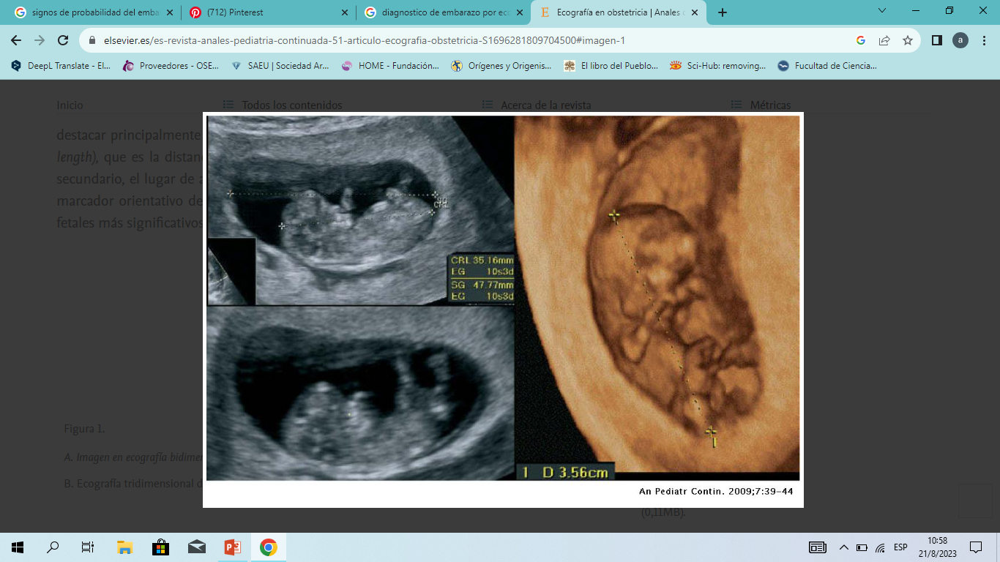 signos de probabilidad del emba
(712) Pinterest
diagnostico de embarazo por eco
Ecografía en obstetricia | Anales d
elsevier.es/es-revista-anales-pediatria-continuada-51-articulo-ecografia-obstetricia-S1696281809704500#imagen-1
a
DeepL Translate - El...
Proveedores - OSE...
SAEU | Sociedad Ar...
HOME - Fundación...
Orígenes y Origenis...
El libro del Pueblo...
Sci-Hub: removing...
Fucultad de Ciencia...
Inicio
Todos los contenidos
Acerca de la revista
Métricas
destacar principalmente
length), que es la distan
secundario, el lugar de a
marcador orientativo de
fetales más significativos
SG
CRL
CRL 35.16mm
EG 10s3d
SG 47.77mm
EG 10s3d
1
1 D 3.56cm
An Pediatr Contin. 2009;7:39-44
Figura 1.
A. Imagen en ecografía bidimen
B. Ecografía tridimensional d
(0,11MB).
ESP
10:58
21/8/2023